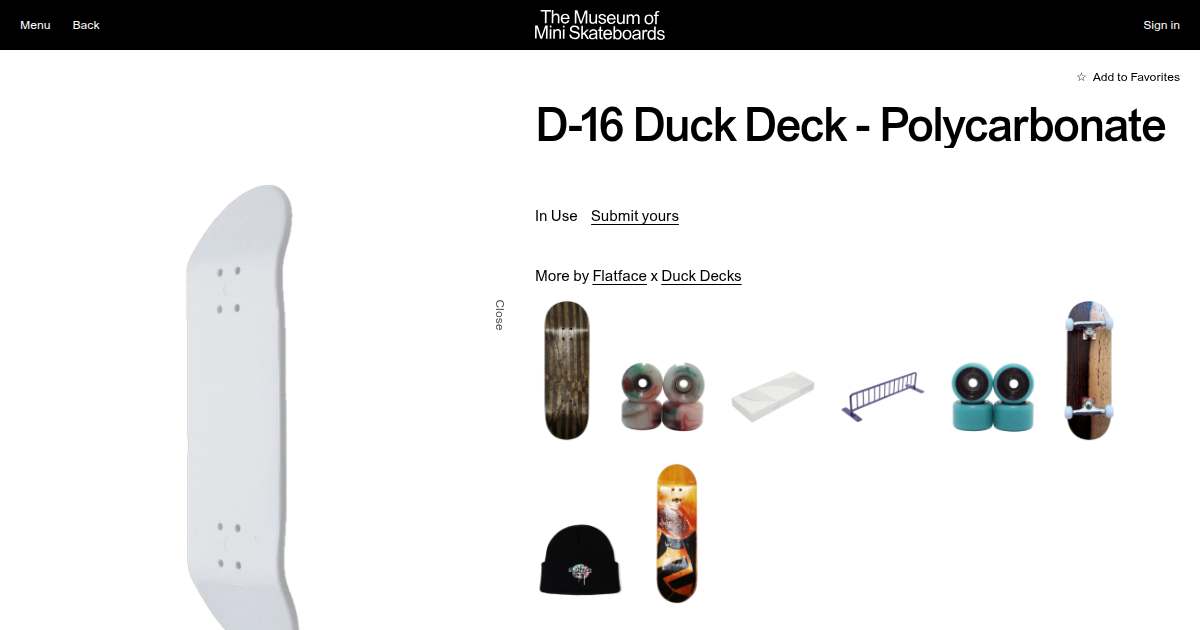 Menu
Back
The Museum of
Mini Skateboards
Sign in
☆ Add to Favorites
D-16 Duck Deck - Polycarbonate
In Use
Submit yours
More by Flatface x Duck Decks
Close